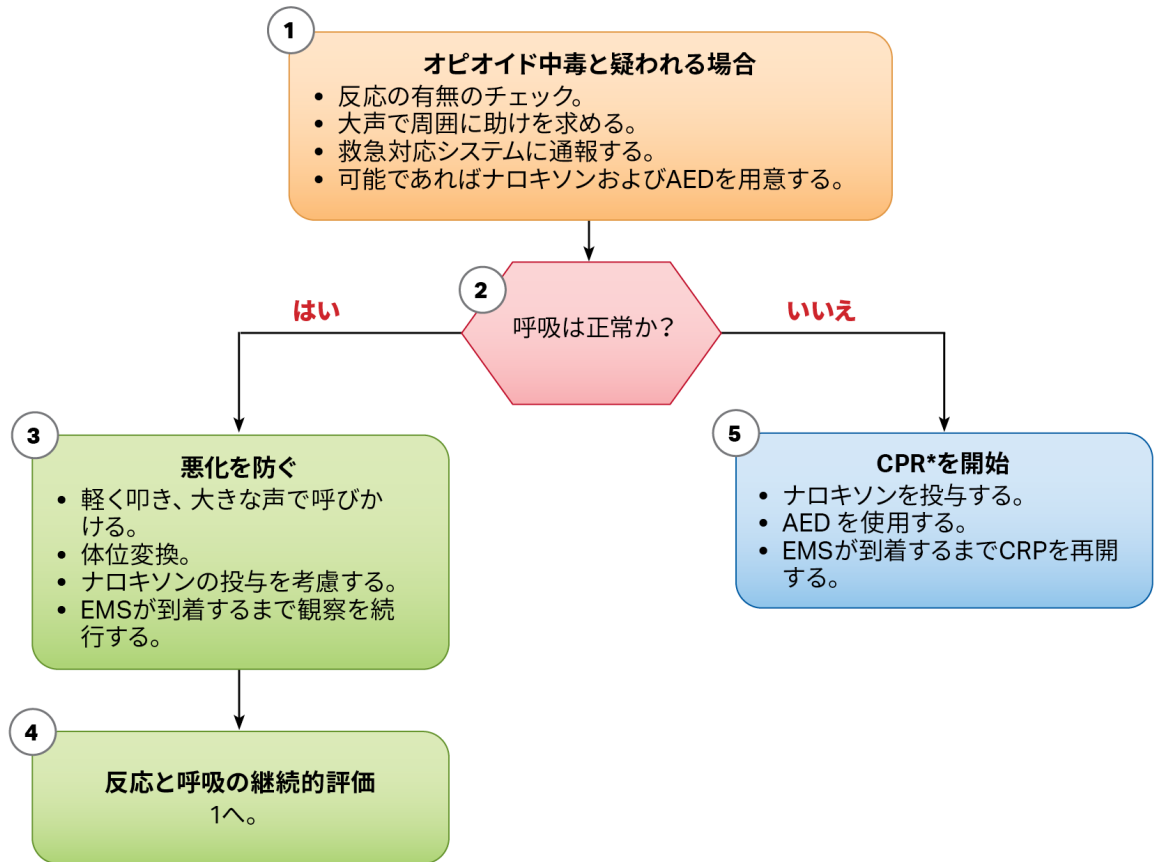 1
オピオイド中毒と疑われる場合
• 反応の有無のチェック。
• 大声で周囲に助けを求める。
• 救急対応システムに通報する。
• 可能であればナロキソンおよびAEDを用意する。
2
呼吸は正常か？
はい
いいえ
3
悪化を防ぐ
• 軽く叩き、大きな声で呼びか
ける。
• 体位変換。
• ナロキソンの投与を考慮する。
• EMSが到着するまで観察を続
行する。
5
CPR*を開始
• ナロキソンを投与する。
• AED を使用する。
• EMSが到着するまでCRPを再開
する。
4
反応と呼吸の継続的評価
1へ。